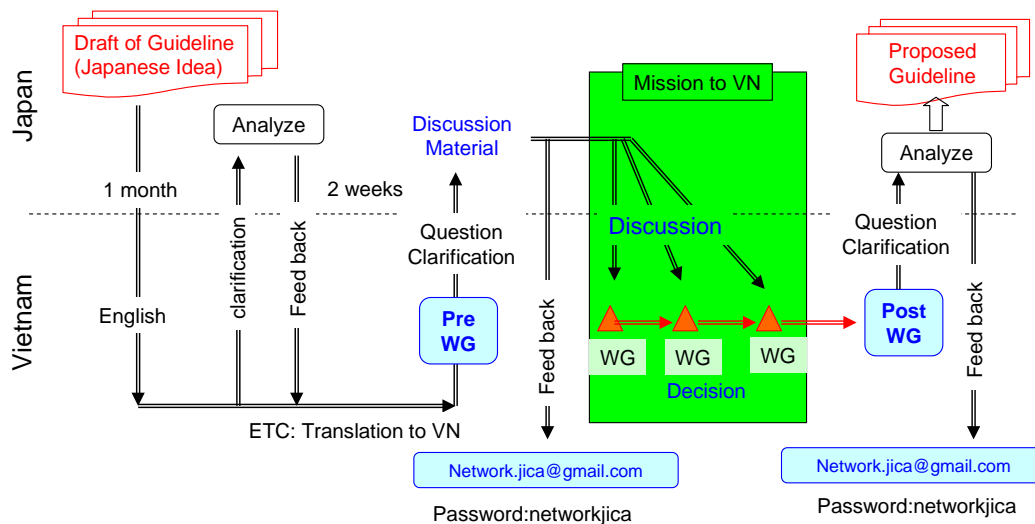 Japan
Vietnam
Draft of Guideline
(Japanese Idea)
1 month
English
Analyze
clarification
Feed back
2 weeks
ETC: Translation to VN
Discussion
Material
Question
Clarification
Pre
WG
Feed back
Network.jica@gmail.com
Password:networkjica
Mission to VN
Discussion
WG
WG
WG
Decision
Proposed
Guideline
Analyze
Question
Clarification
Post
WG
Feed back
Network.jica@gmail.com
Password:networkjica